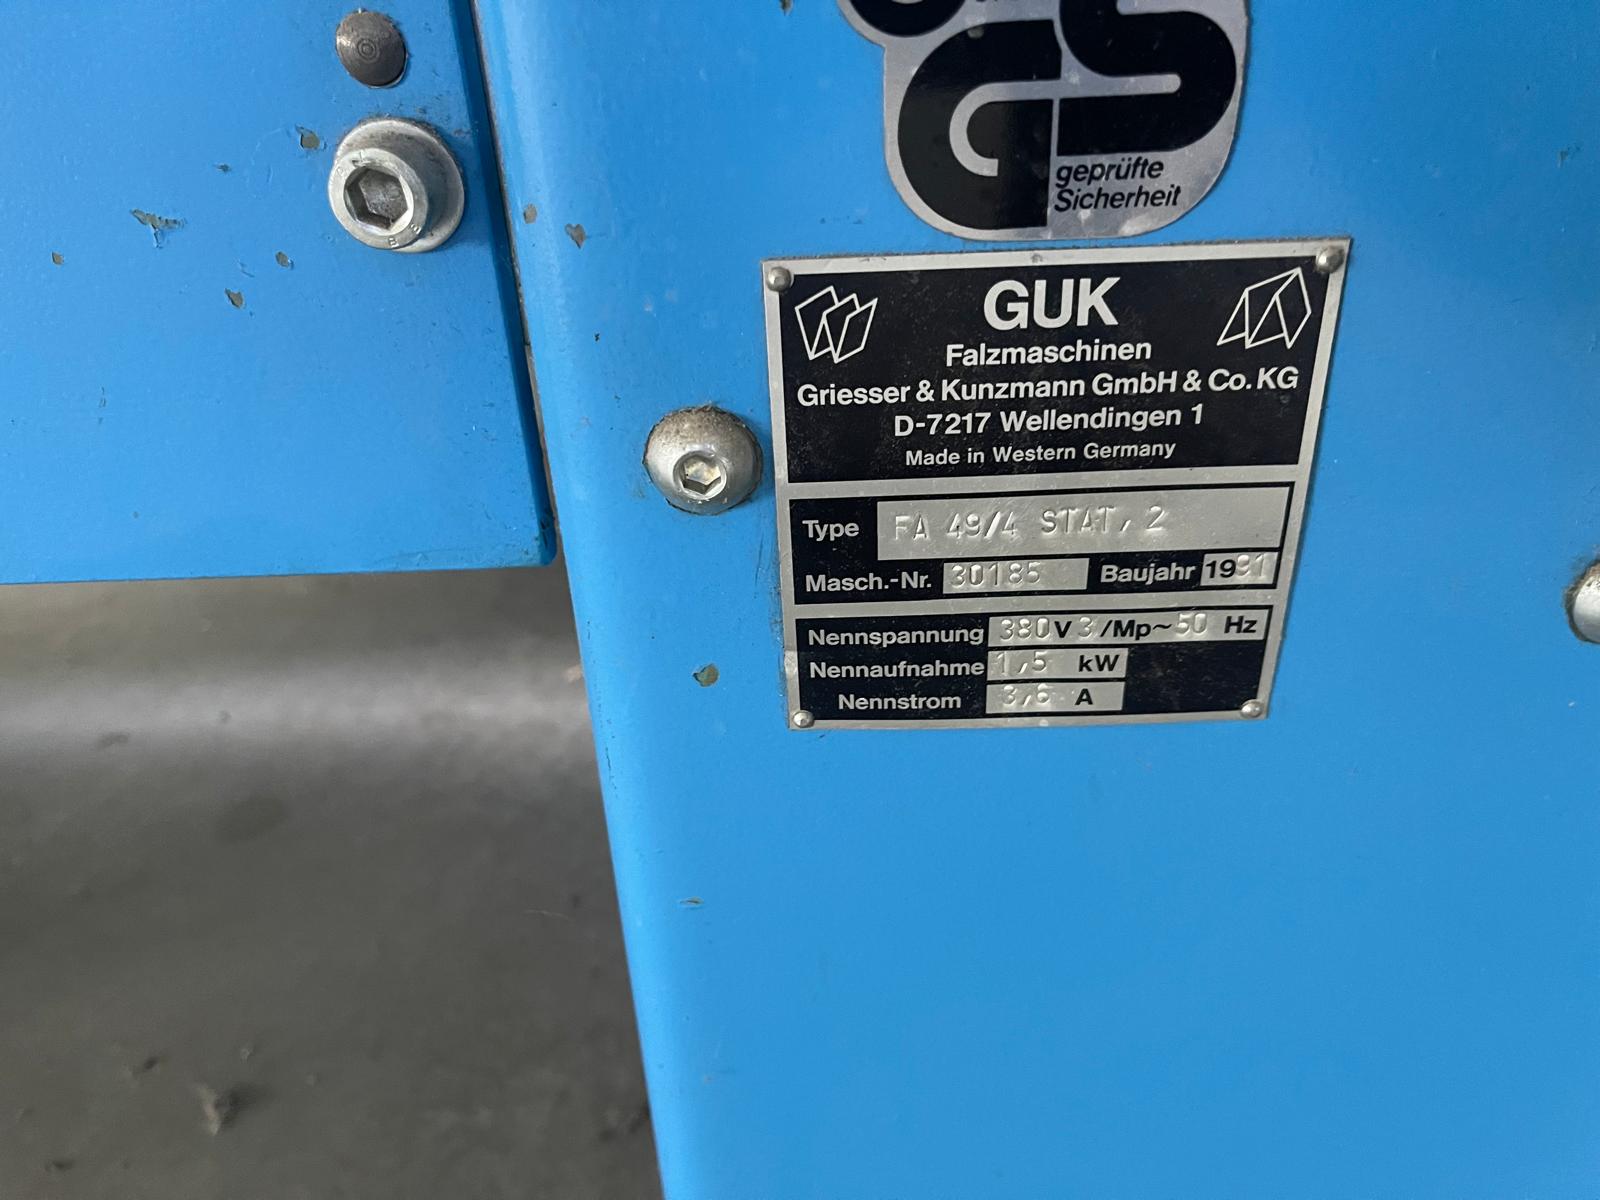 GS
geprüfte
Sicherheit
GUK
Falzmaschinen
Griesser & Kunzmann GmbH & Co. KG
D-7217 Wellendingen 1
Made in Western Germany
Type FA 49/4 STAT, 2
Masch.-Nr. 30185 Baujahr 1991
Nennspannung 380 V 3 /Mp~ 50 Hz
Nennaufnahme 1,5 kW
Nennstrom 3,6 A